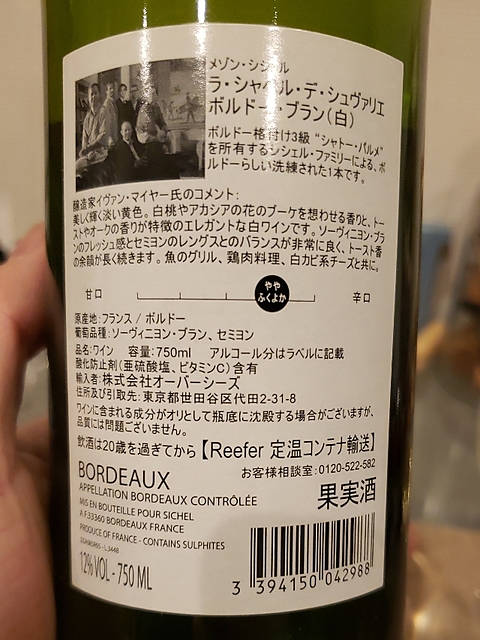 メゾン・シシェル
ラ・シャペル・デ・シュヴァリエ
ボルドー・ブラン(白)
ボルドー格付け3級 “シャトー・パルメ”
を所有するシシェル・ファミリーによる、ボ
ルドーらしい洗練された1本です。
醸造家イヴァン・マイヤー氏のコメント:
美しく輝く淡い黄色。白桃やアカシアの花のブーケを想わせる香りと、トー
ストやオークの香りが特徴のエレガントな白ワインです。ソーヴィニヨン・ブラ
ンのフレッシュ感とセミヨンのレングスとのバランスが非常に良く、トースト香
の余韻が長く続きます。魚のグリル、鶏肉料理、白カビ系チーズと共に。
甘口 やや ふくよか 辛口
原産地:フランス / ボルドー
葡萄品種:ソーヴィニヨン・ブラン、セミヨン
品名:ワイン 容量:750ml アルコール分はラベルに記載
酸化防止剤(亜硫酸塩、ビタミンC)含有
輸入者:株式会社オーバーシーズ
住所及び引取先:東京都世田谷区代田2-31-8
ワインに含まれる成分がオリとして瓶底に沈殿する場合がございますが、
品質には問題ございません。
飲酒は20歳を過ぎてから【Reefer 定温コンテナ輸送】
お客様相談室:0120-522-582
BORDEAUX
APPELLATION BORDEAUX CONTRÔLÉE
果実酒
MIS EN BOUTEILLE POUR SICHEL
A F.33360 BORDEAUX FRANCE
PRODUCE OF FRANCE - CONTAINS SULPHITES
12% VOL - 750 ML
3 394150 042988